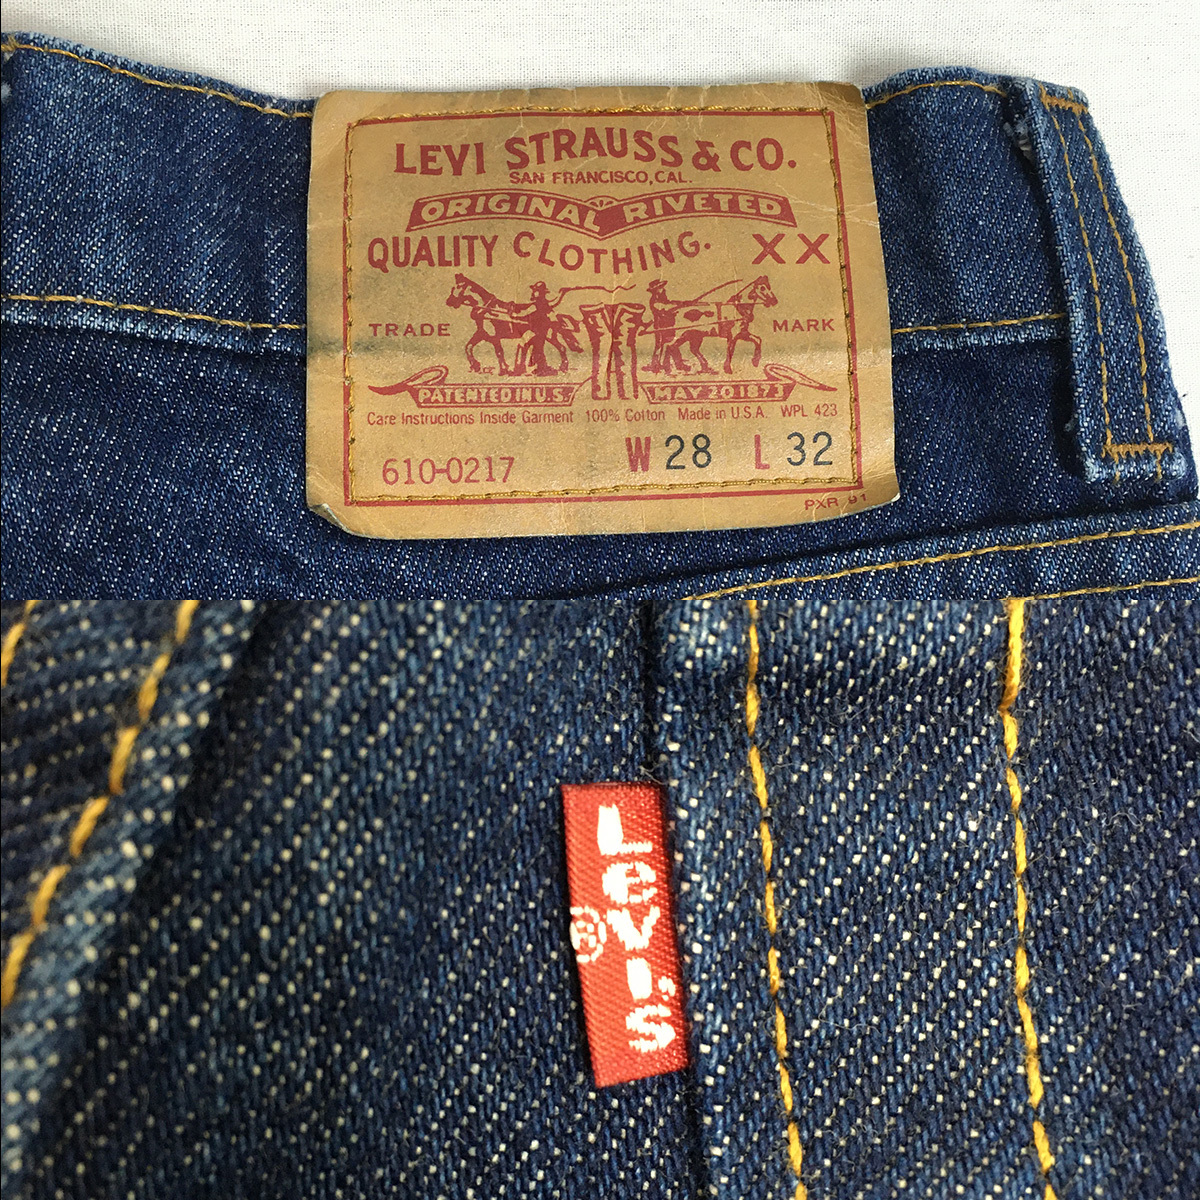 LEVI STRAUSS & CO.
SAN FRANCISCO, CAL.
ORIGINAL RIVETED
QUALITY CLOTHING. XX
TRADE MARK
PATENTED IN U.S. MAY 20 1873
Care Instructions Inside Garment 100% Cotton Made in U.S.A. WPL 423
610-0217 W 28 L 32
PXR 91
Levi's
®